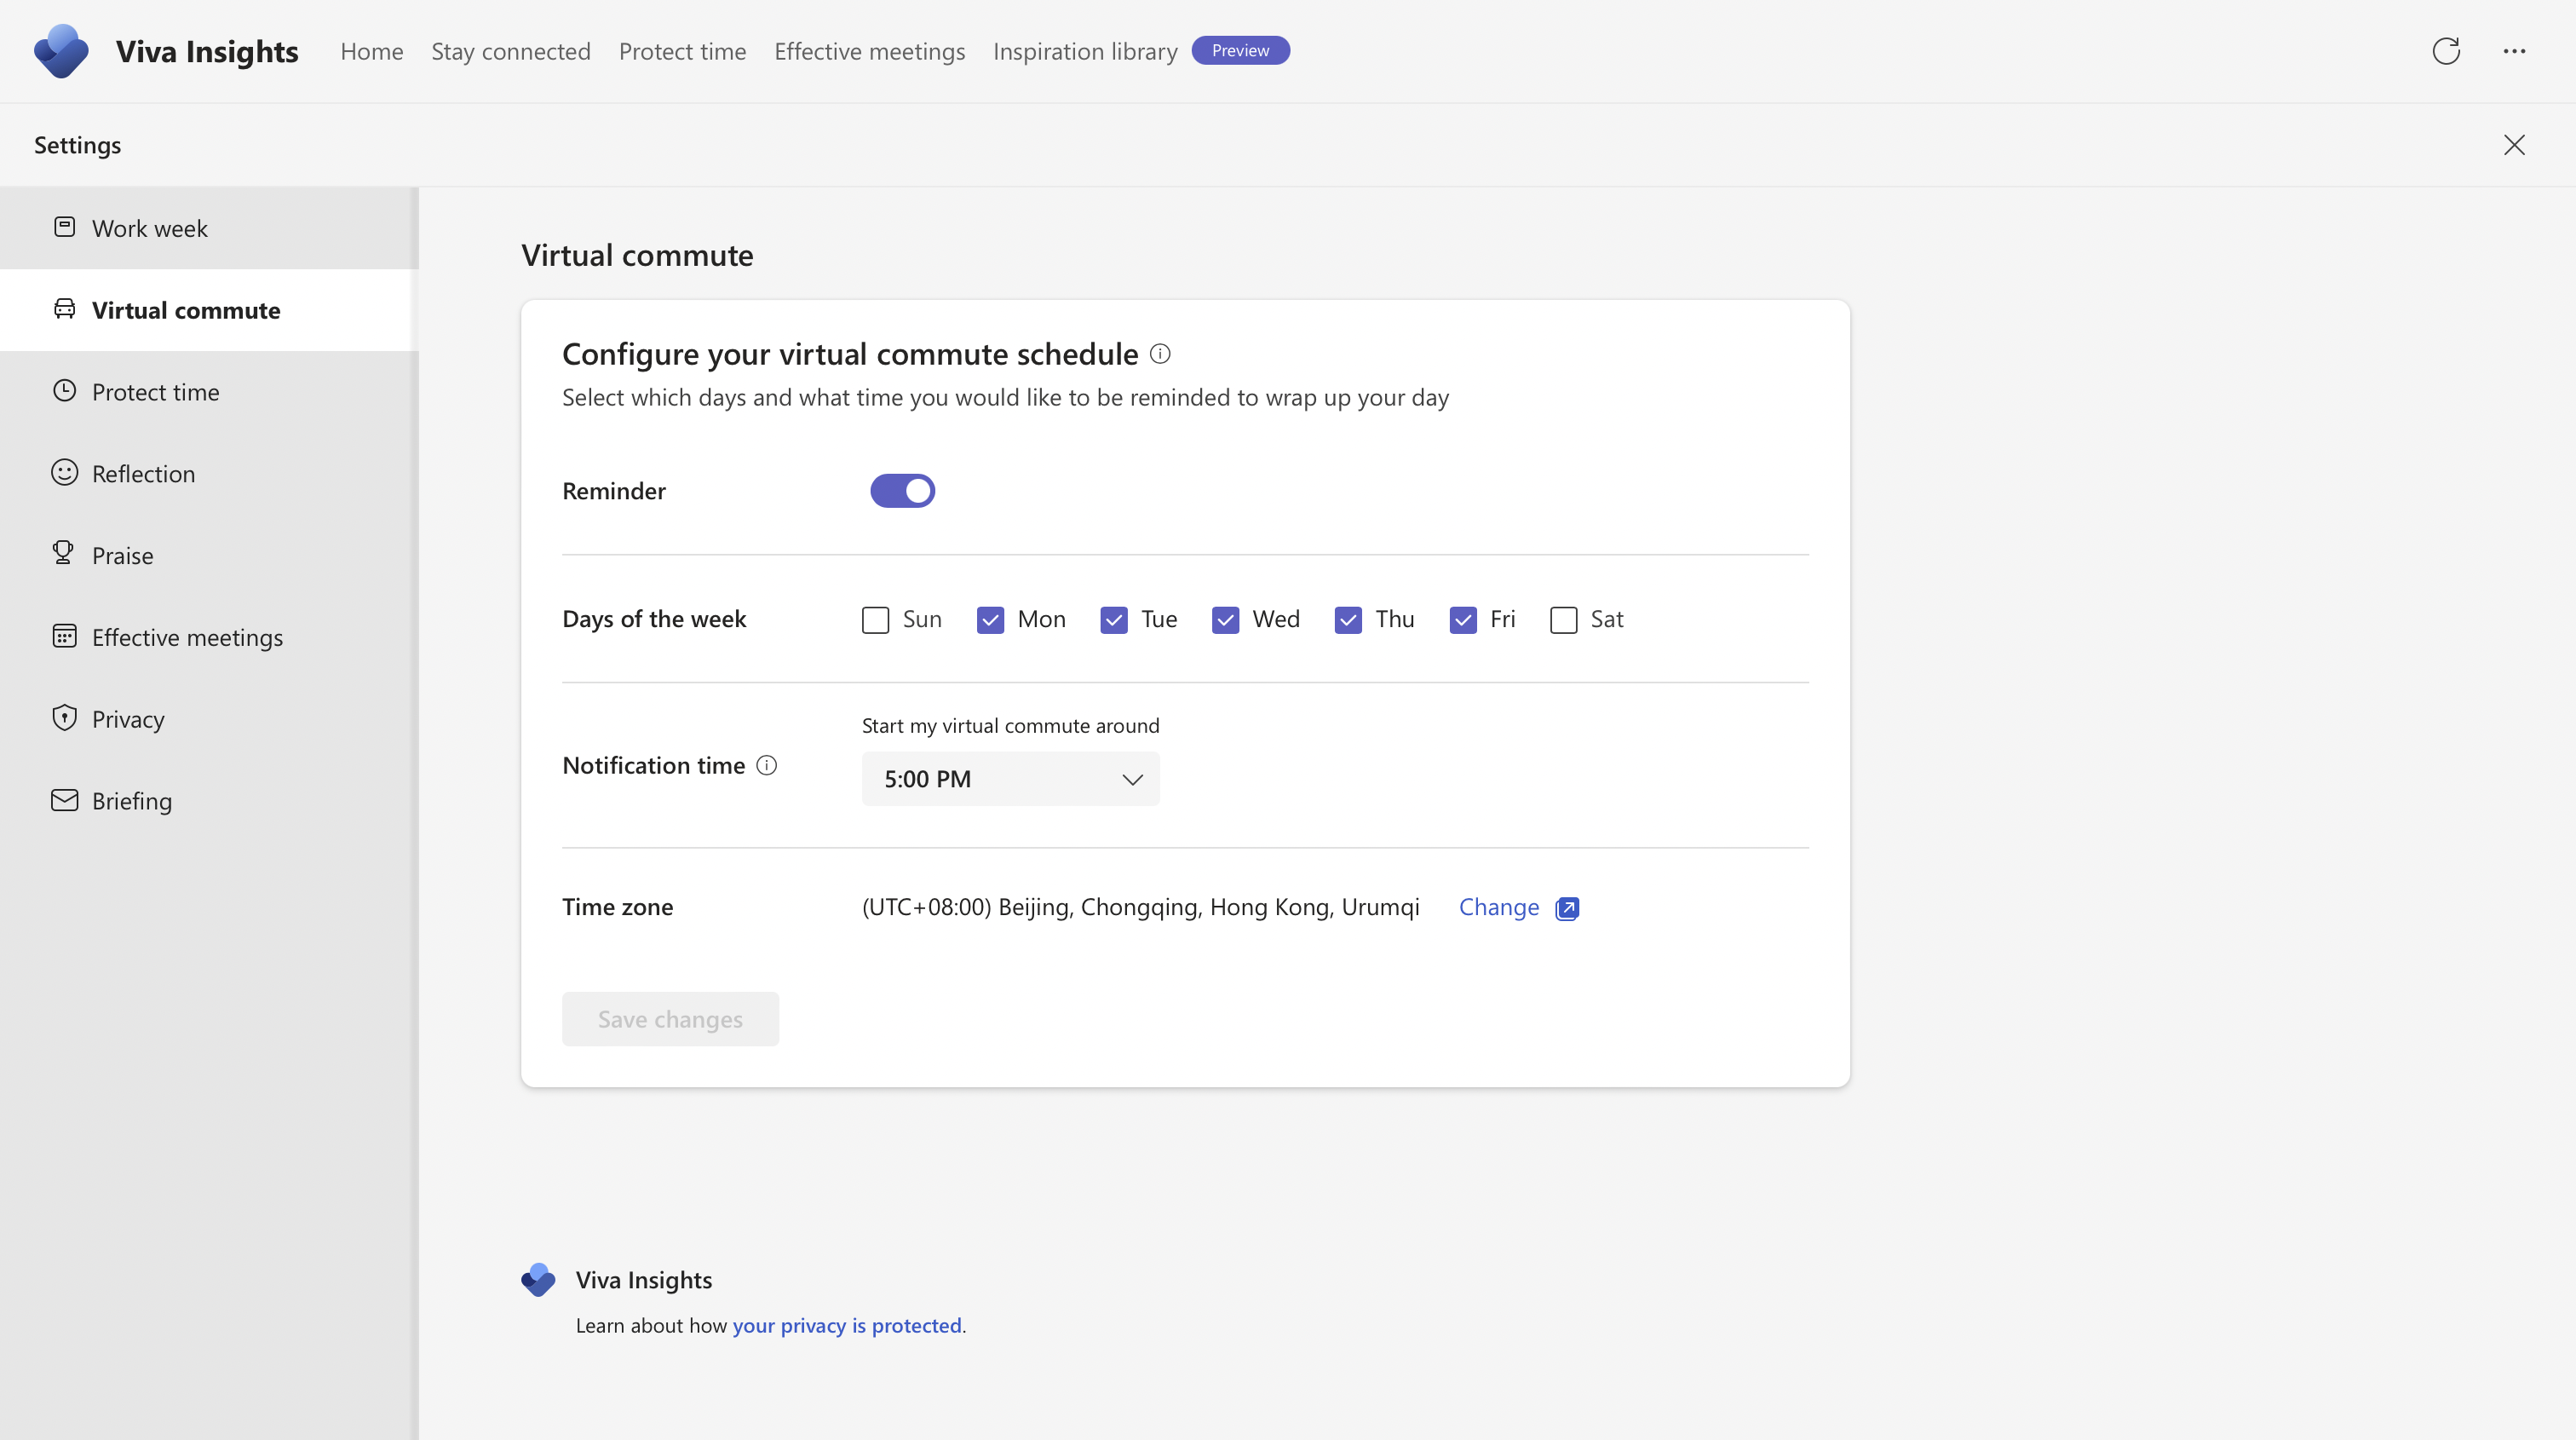 Viva Insights
Home
Stay connected
Protect time
Effective meetings
Inspiration library
Preview
Settings
Work week
Virtual commute
Protect time
Reflection
Praise
Effective meetings
Privacy
Briefing
Virtual commute
Configure your virtual commute schedule
Select which days and what time you would like to be reminded to wrap up your day
Reminder
Days of the week
Sun
Mon
Tue
Wed
Thu
Fri
Sat
Notification time
Start my virtual commute around
5:00 PM
Time zone
(UTC+08:00) Beijing, Chongqing, Hong Kong, Urumqi
Change
Save changes
Viva Insights
Learn about how your privacy is protected.